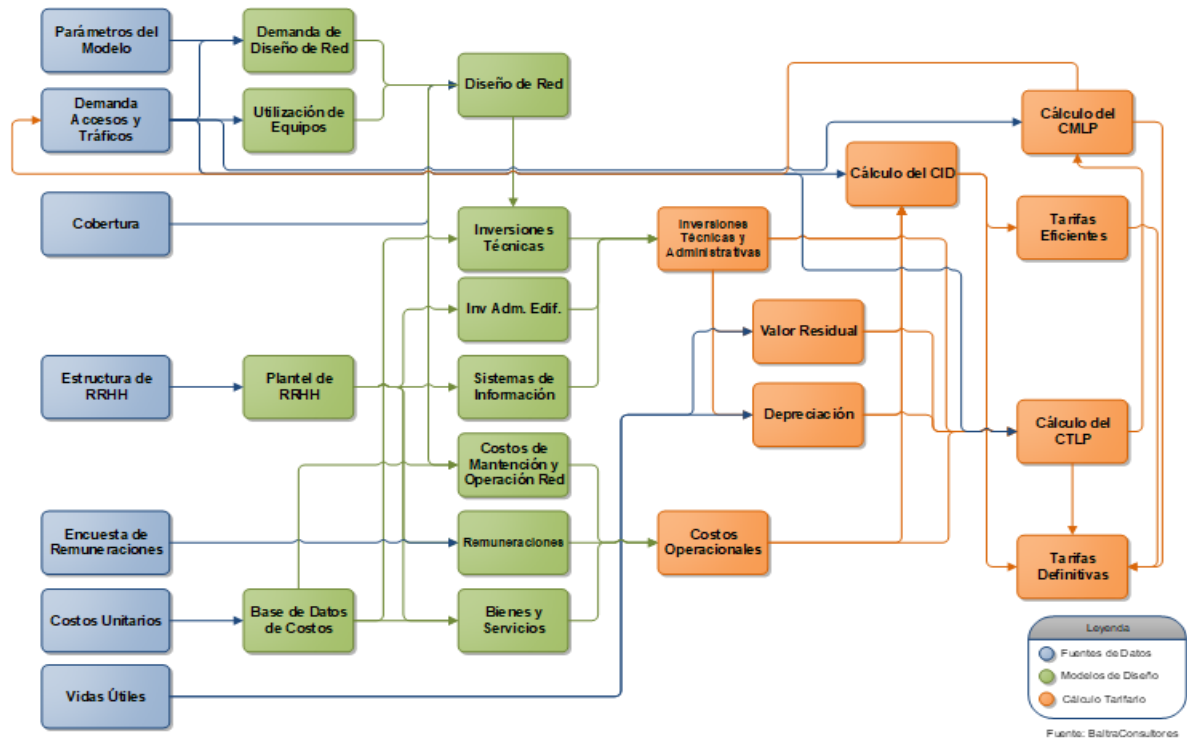 Parámetros del
Modelo
Demanda de
Diseño de Red
Diseño de Red
Demanda
Accesos y
Tráficos
Utilización de
Equipos
Cálculo del
CMLP
Cálculo del CID
Cobertura
Inversiones
Técnicas
Inversiones
Técnicas y
Administrativas
Tarifas
Eficientes
Inv Adm. Edif.
Valor Residual
Estructura de
RRHH
Plantel de
RRHH
Sistemas de
Información
Depreciación
Cálculo del
CTLP
Costos de
Mantención y
Operación Red
Encuesta de
Remuneraciones
Remuneraciones
Costos
Operacionales
Tarifas
Definitivas
Costos Unitarios
Base de Datos
de Costos
Bienes y
Servicios
Vidas Útiles
Leyenda
Fuentes de Datos
Modelos de Diseño
Cálculo Tarifario
Fuente: BaltraConsultores